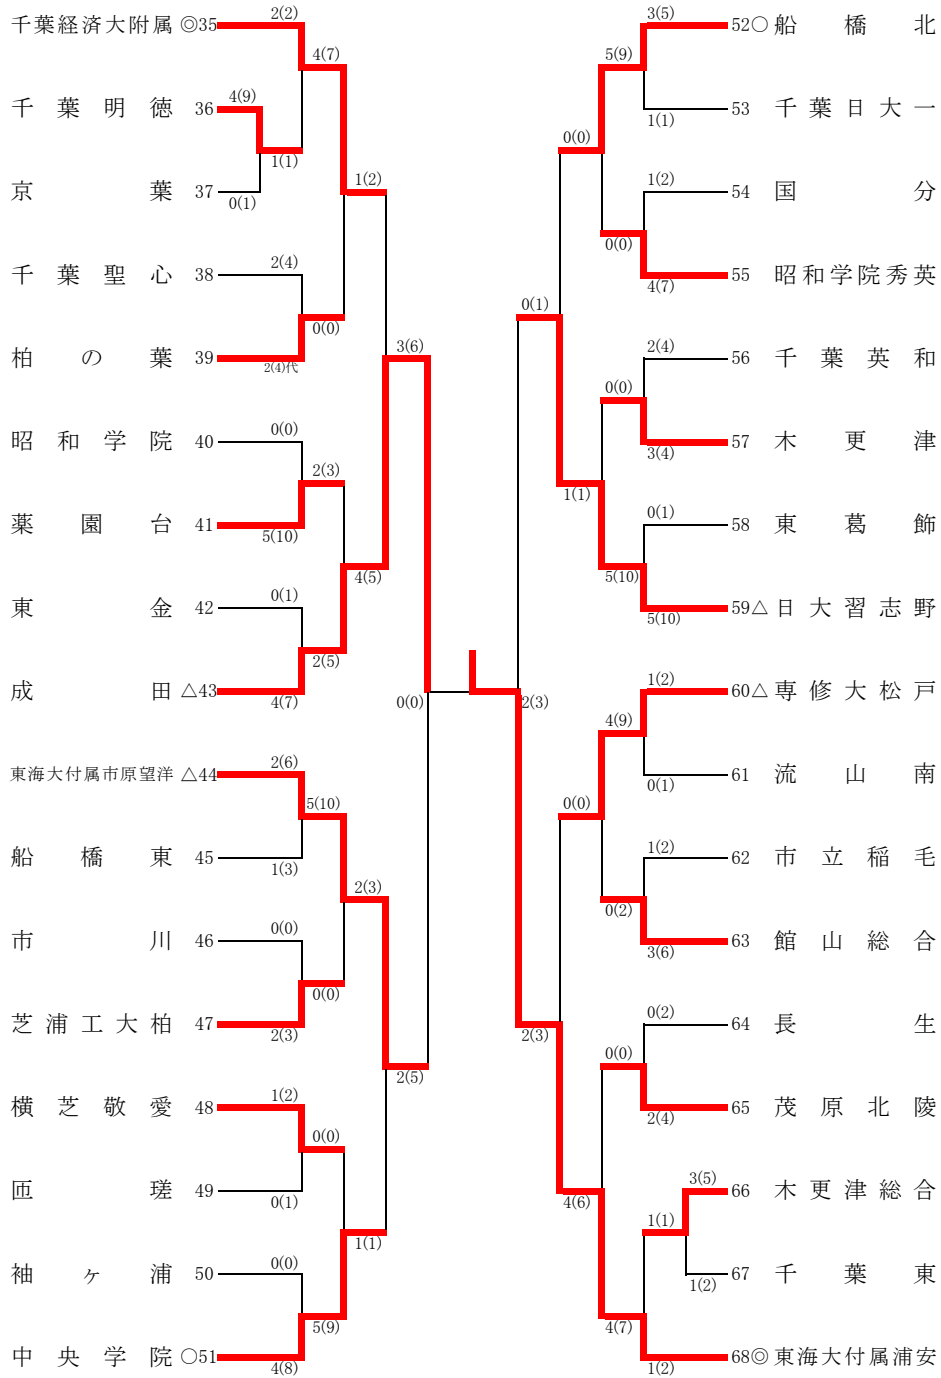 2(2)
3(5)
千葉経済大附属 ◎35
52○ 船橋北
4(7)
5(9)
4(9)
千葉明徳 36
53 千葉日大一
1(1)
0(0)
1(1)
1(2)
1(2)
京葉 37
54 国分
0(1)
0(0)
2(4)
千葉聖心 38
55 昭和学院秀英
4(7)
0(1)
0(0)
3(6)
2(4)
柏の葉 39
56 千葉英和
2(4)代
0(0)
0(0)
昭和学院 40
57 木更津
3(4)
2(3)
1(1)
0(1)
薬園台 41
58 東葛飾
5(10)
4(5)
5(10)
0(1)
東金 42
59△ 日大習志野
5(10)
2(5)
1(2)
成田 △43
60△ 専修大松戸
4(7)
0(0)
2(3)
4(9)
2(6)
東海大付属市原望洋 △44
61 流山南
0(1)
5(10)
0(0)
1(2)
船橋東 45
62 市立稲毛
1(3)
2(3)
0(2)
0(0)
市川 46
63 館山総合
3(6)
0(0)
0(2)
芝浦工大柏 47
64 長生
2(3)
2(3)
0(0)
2(5)
1(2)
横芝敬愛 48
65 茂原北陵
2(4)
0(0)
3(5)
匝瑳 49
66 木更津総合
0(1)
4(6)
1(1)
1(1)
0(0)
袖ヶ浦 50
67 千葉東
1(2)
5(9)
4(7)
中央学院 ○51
68◎ 東海大付属浦安
4(8)
1(2)